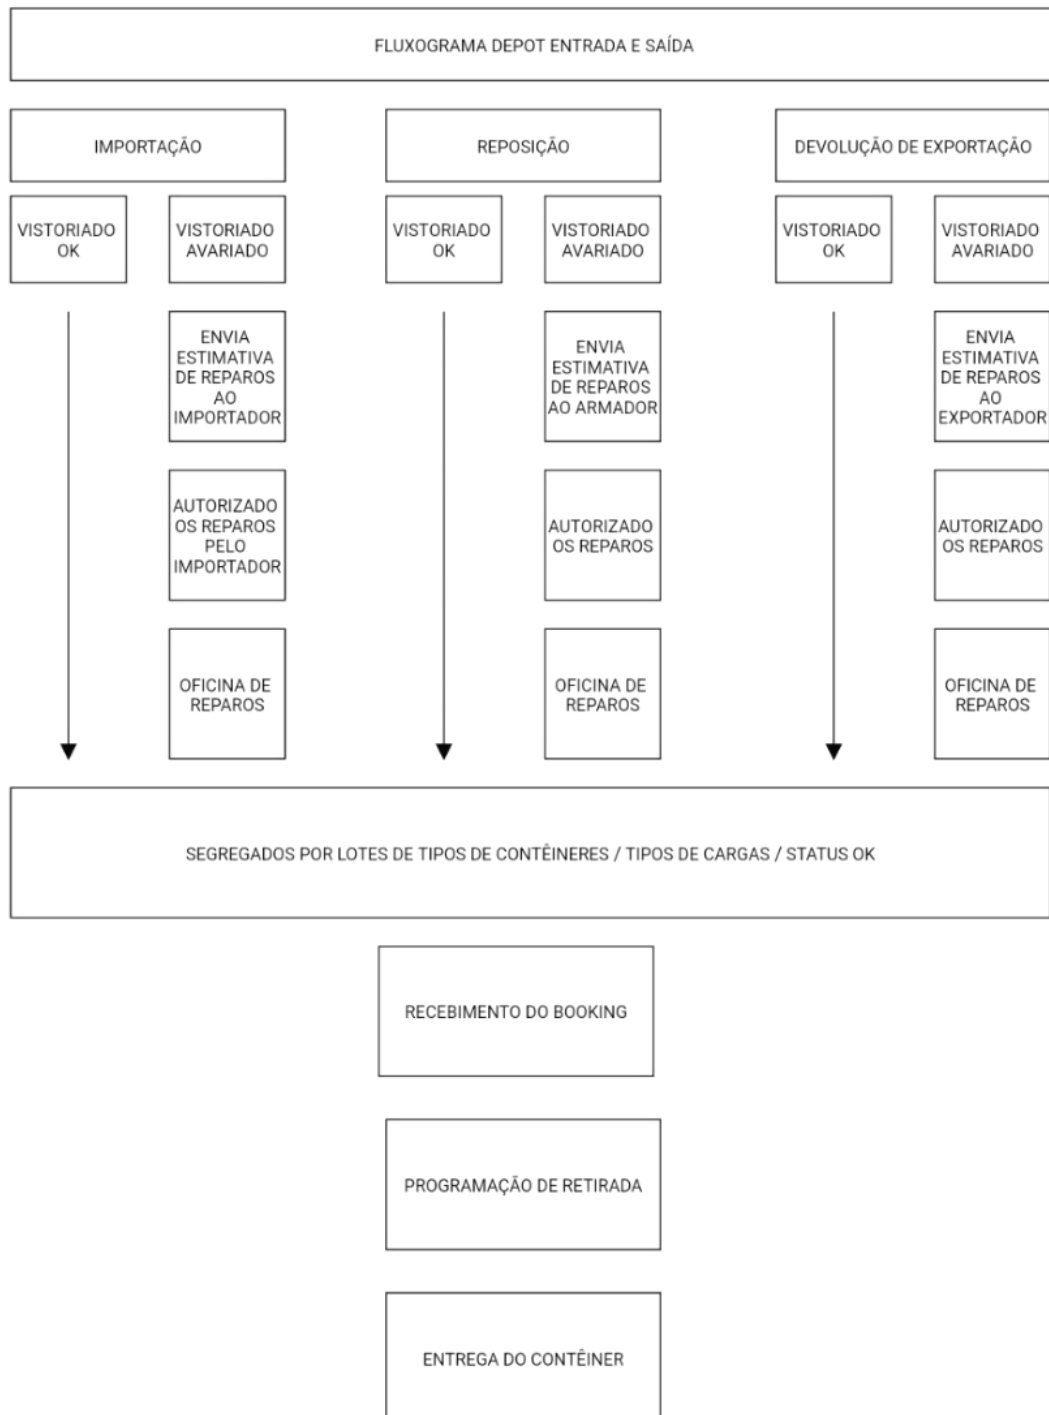 FLUXOGRAMA DEPOT ENTRADA E SAÍDA
IMPORTAÇÃO
REPOSIÇÃO
DEVOLUÇÃO DE EXPORTAÇÃO
VISTORIADO
OK
VISTORIADO
AVARIADO
VISTORIADO
OK
VISTORIADO
AVARIADO
VISTORIADO
OK
VISTORIADO
AVARIADO
ENVIA
ESTIMATIVA
DE REPAROS
AO
IMPORTADOR
ENVIA
ESTIMATIVA
DE REPAROS
AO ARMADOR
ENVIA
ESTIMATIVA
DE REPAROS
AO
EXPORTADOR
AUTORIZADO
OS REPAROS
PELO
IMPORTADOR
AUTORIZADO
OS REPAROS
AUTORIZADO
OS REPAROS
OFICINA DE
REPAROS
OFICINA DE
REPAROS
OFICINA DE
REPAROS
SEGREGADOS POR LOTES DE TIPOS DE CONTÊINERES / TIPOS DE CARGAS / STATUS OK
RECEBIMENTO DO BOOKING
PROGRAMAÇÃO DE RETIRADA
ENTREGA DO CONTÊINER